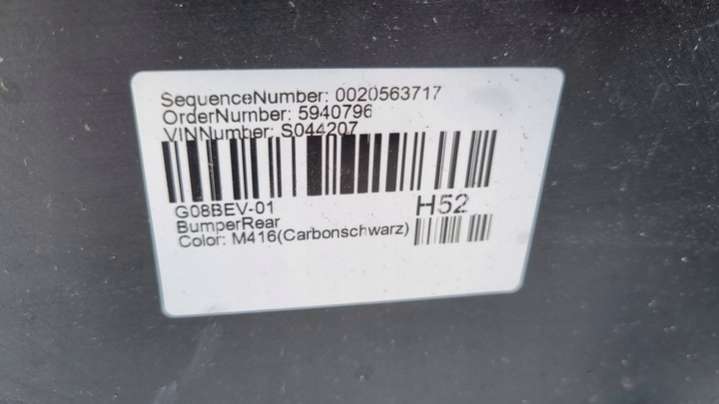 SequenceNumber: 0020563717
OrderNumber: 5940796
VINNumber: S044207
G08BEV-01
H52
BumperRear
Color: M416(Carbonschwarz)